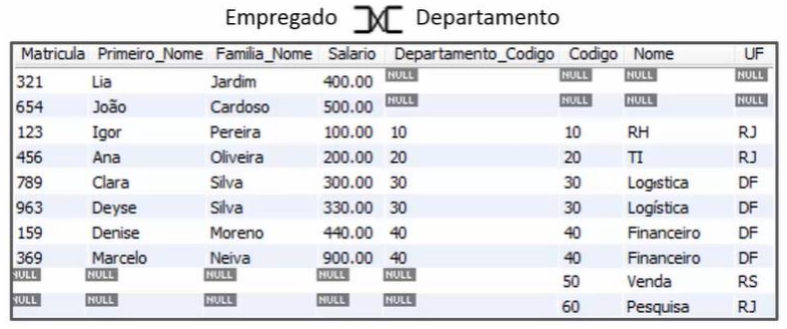 Empregado Departamento
Matricula Primeiro_Nome Familia_Nome Salario Departamento_Codigo Codigo Nome UF
321 Lia Jardim 400.00 NULL NULL NULL NULL
654 João Cardoso 500.00 NULL NULL NULL NULL
123 Igor Pereira 100.00 10 10 RH RJ
456 Ana Oliveira 200.00 20 20 TI RJ
789 Clara Silva 300.00 30 30 Logística DF
963 Deyse Silva 330.00 30 30 Logística DF
159 Denise Moreno 440.00 40 40 Financeiro DF
369 Marcelo Neiva 900.00 40 40 Financeiro DF
NULL NULL NULL NULL NULL 50 Venda RS
NULL NULL NULL NULL NULL 60 Pesquisa RJ